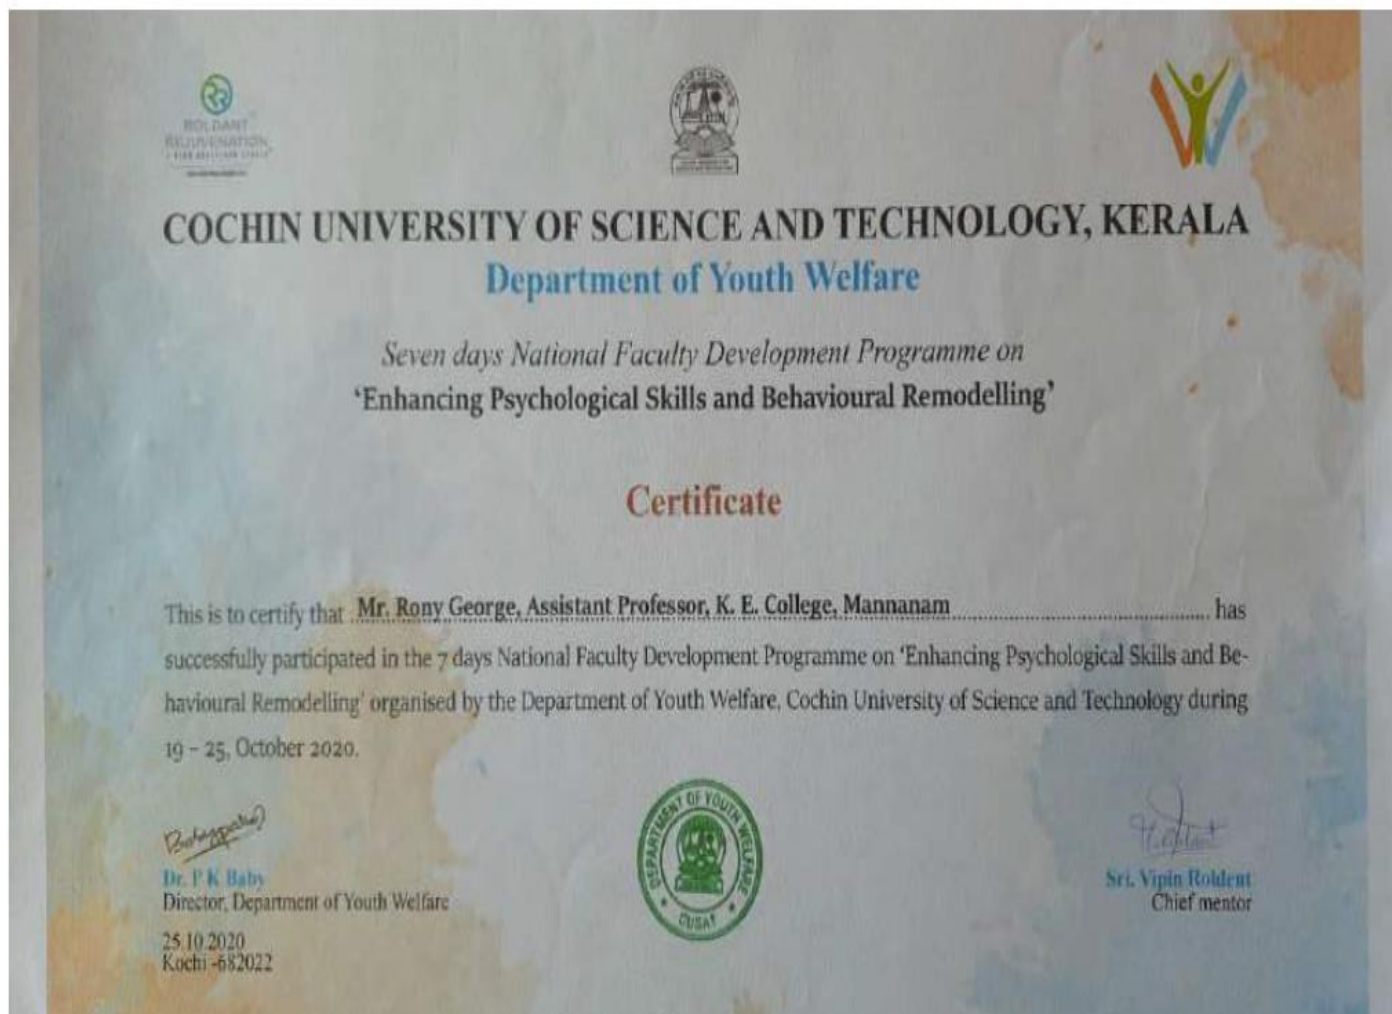 ROLDANT
REJUVENATION
COCHIN UNIVERSITY OF SCIENCE AND TECHNOLOGY, KERALA
Department of Youth Welfare
Seven days National Faculty Development Programme on
‘Enhancing Psychological Skills and Behavioural Remodelling’
Certificate
This is to certify that Mr. Rony George, Assistant Professor, K. E. College, Mannanam has
successfully participated in the 7 days National Faculty Development Programme on ‘Enhancing Psychological Skills and Be-
havioural Remodelling’ organised by the Department of Youth Welfare, Cochin University of Science and Technology during
19 – 25, October 2020.
DEPARTMENT OF YOUTH WELFARE
CUSAT
Dr. P K Baby
Director, Department of Youth Welfare
25.10.2020
Kochi -682022
Sri. Vipin Roldent
Chief mentor